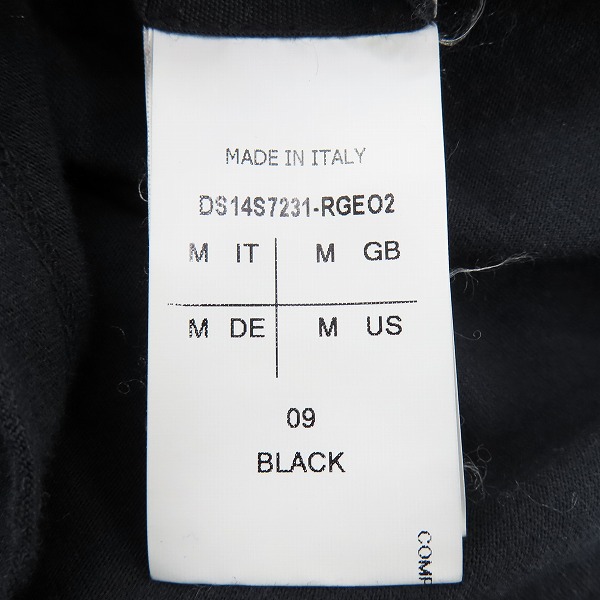 MADE IN ITALY
DS14S7231-RGEO2
M IT M GB
M DE M US
09
BLACK
COMP